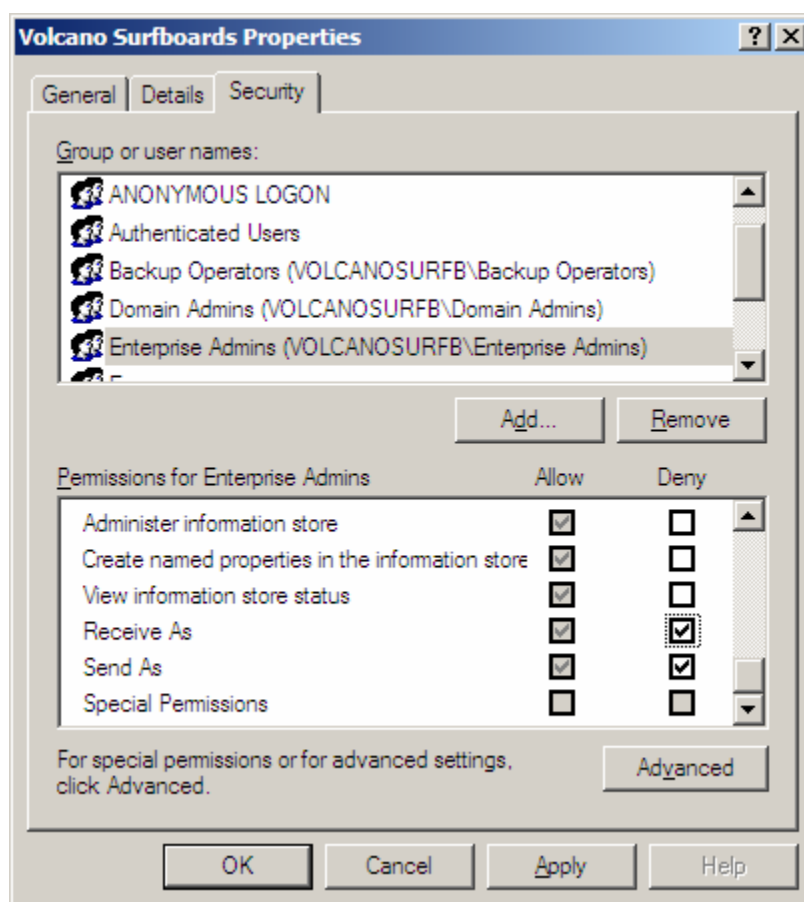 Volcano Surfboards Properties
General Details Security
Group or user names:
ANONYMOUS LOGON
Authenticated Users
Backup Operators (VOLCANOSURFB\Backup Operators)
Domain Admins (VOLCANOSURFB\Domain Admins)
Enterprise Admins (VOLCANOSURFB\Enterprise Admins)
Add... Remove
Permissions for Enterprise Admins Allow Deny
Administer information store
Create named properties in the information store
View information store status
Receive As
Send As
Special Permissions
For special permissions or for advanced settings,
click Advanced.
Advanced
OK Cancel Apply Help